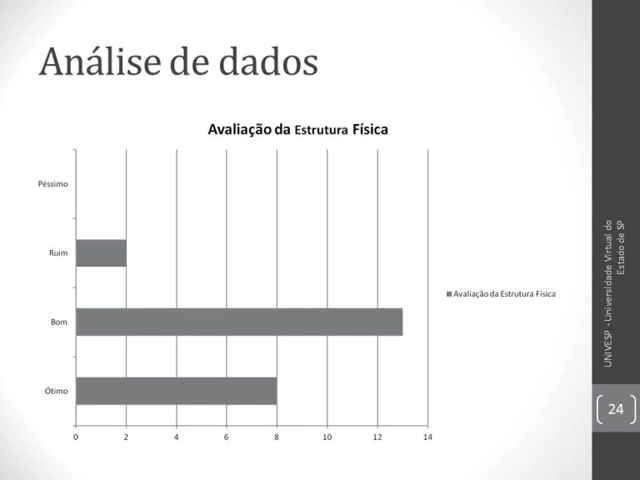 Análise de dados
Avaliação da Estrutura Física
Péssimo
Ruim
Bom
Ótimo
0 2 4 6 8 10 12 14
Avaliação da Estrutura Física
UNIVESP - Universidade Virtual do
Estado de SP
24